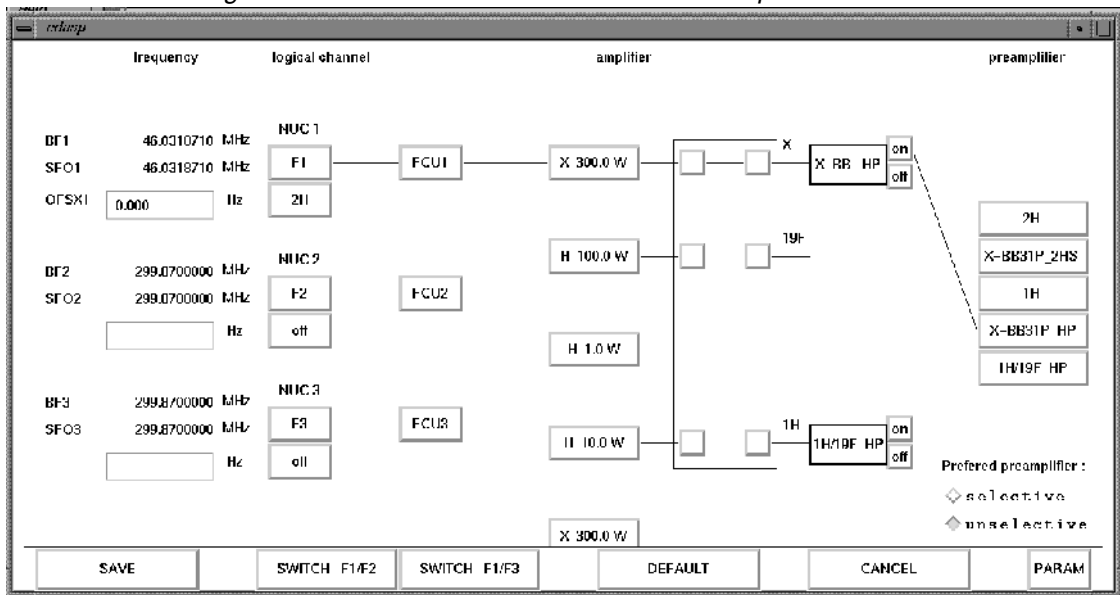 edasp
frequency logical channel amplifier preamplifier
NUC 1
BF1 46.0310710 MHz
SFO1 46.0318710 MHz F1 FCU1 X 300.0 W X X BB HP on off
OFSX1 0.000 Hz 2H
2H
H 100.0 W 19F
X-BB31P_2HS
NUC 2
BF2 299.8700000 MHz
SFO2 299.8700000 MHz F2 FCU2
1H
Hz off
X-BB31P HP
H 1.0 W
1H/19F HP
NUC 3
BF3 299.8700000 MHz
SFO3 299.8700000 MHz F3 FCU3 H 10.0 W 1H 1H/19F HP on off
Hz off
Prefered preamplifier :
selective
unselective
X 300.0 W
SAVE SWITCH F1/F2 SWITCH F1/F3 DEFAULT CANCEL PARAM